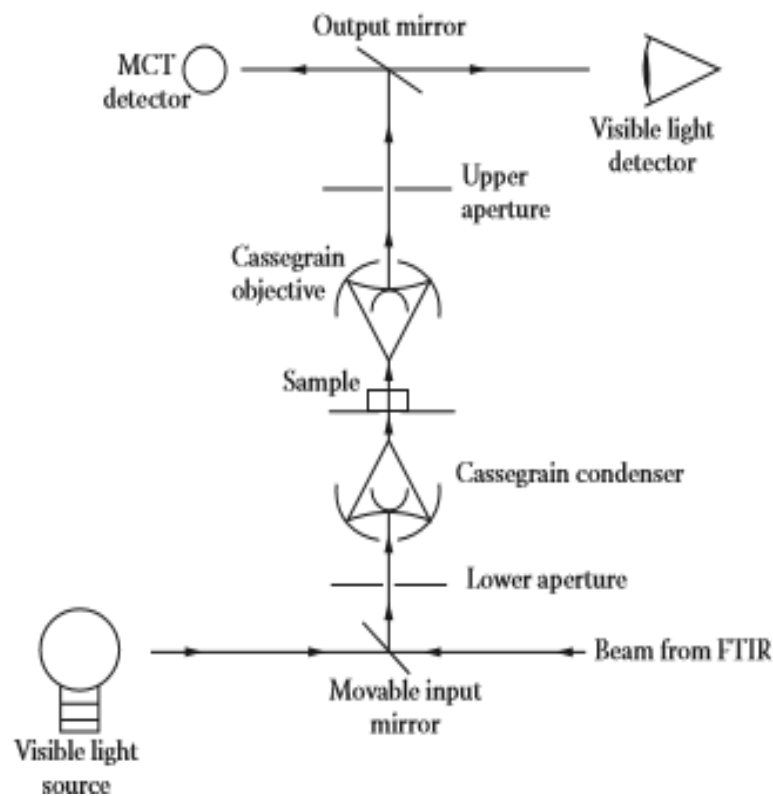 Output mirror
MCT
detector
Visible light
detector
Upper
aperture
Cassegrain
objective
Sample
Cassegrain condenser
Lower aperture
Beam from FTIR
Movable input
mirror
Visible light
source